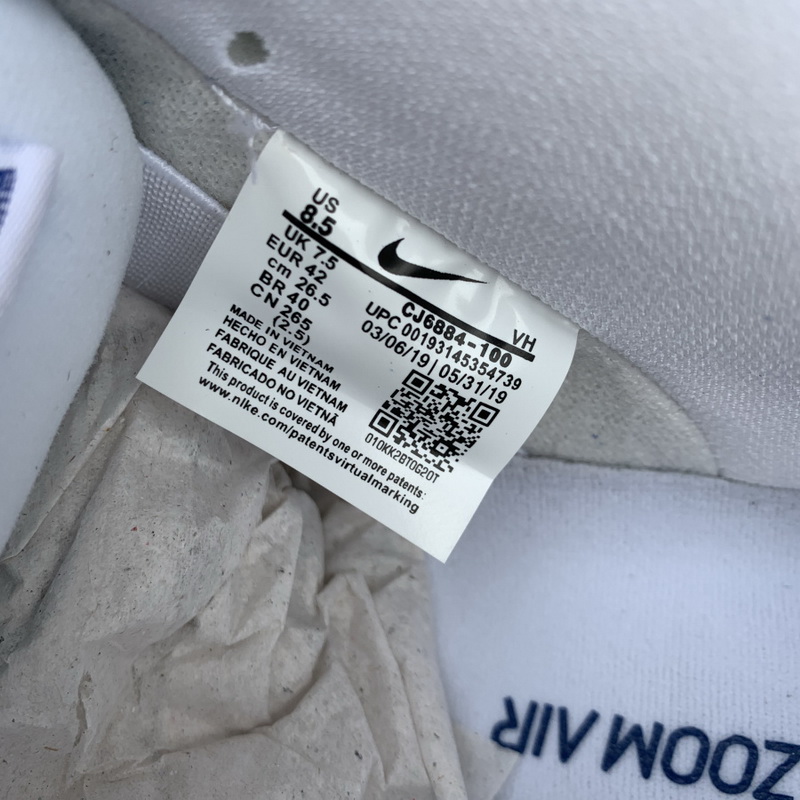 US
8.5
UK 7.5
EUR 42
cm 26.5
BR 40
CN 265
(2.5)
CJ6884-100 VH
UPC 00193145354739
03/06/19 | 05/31/19
MADE IN VIETNAM
HECHO EN VIETNAM
FABRIQUE AU VIETNAM
FABRICADO NO VIETNÃ
010KK2BT0G20T
This product is covered by one or more patents:
www.nike.com/patentsvirtualmarking
ZOOM AIR